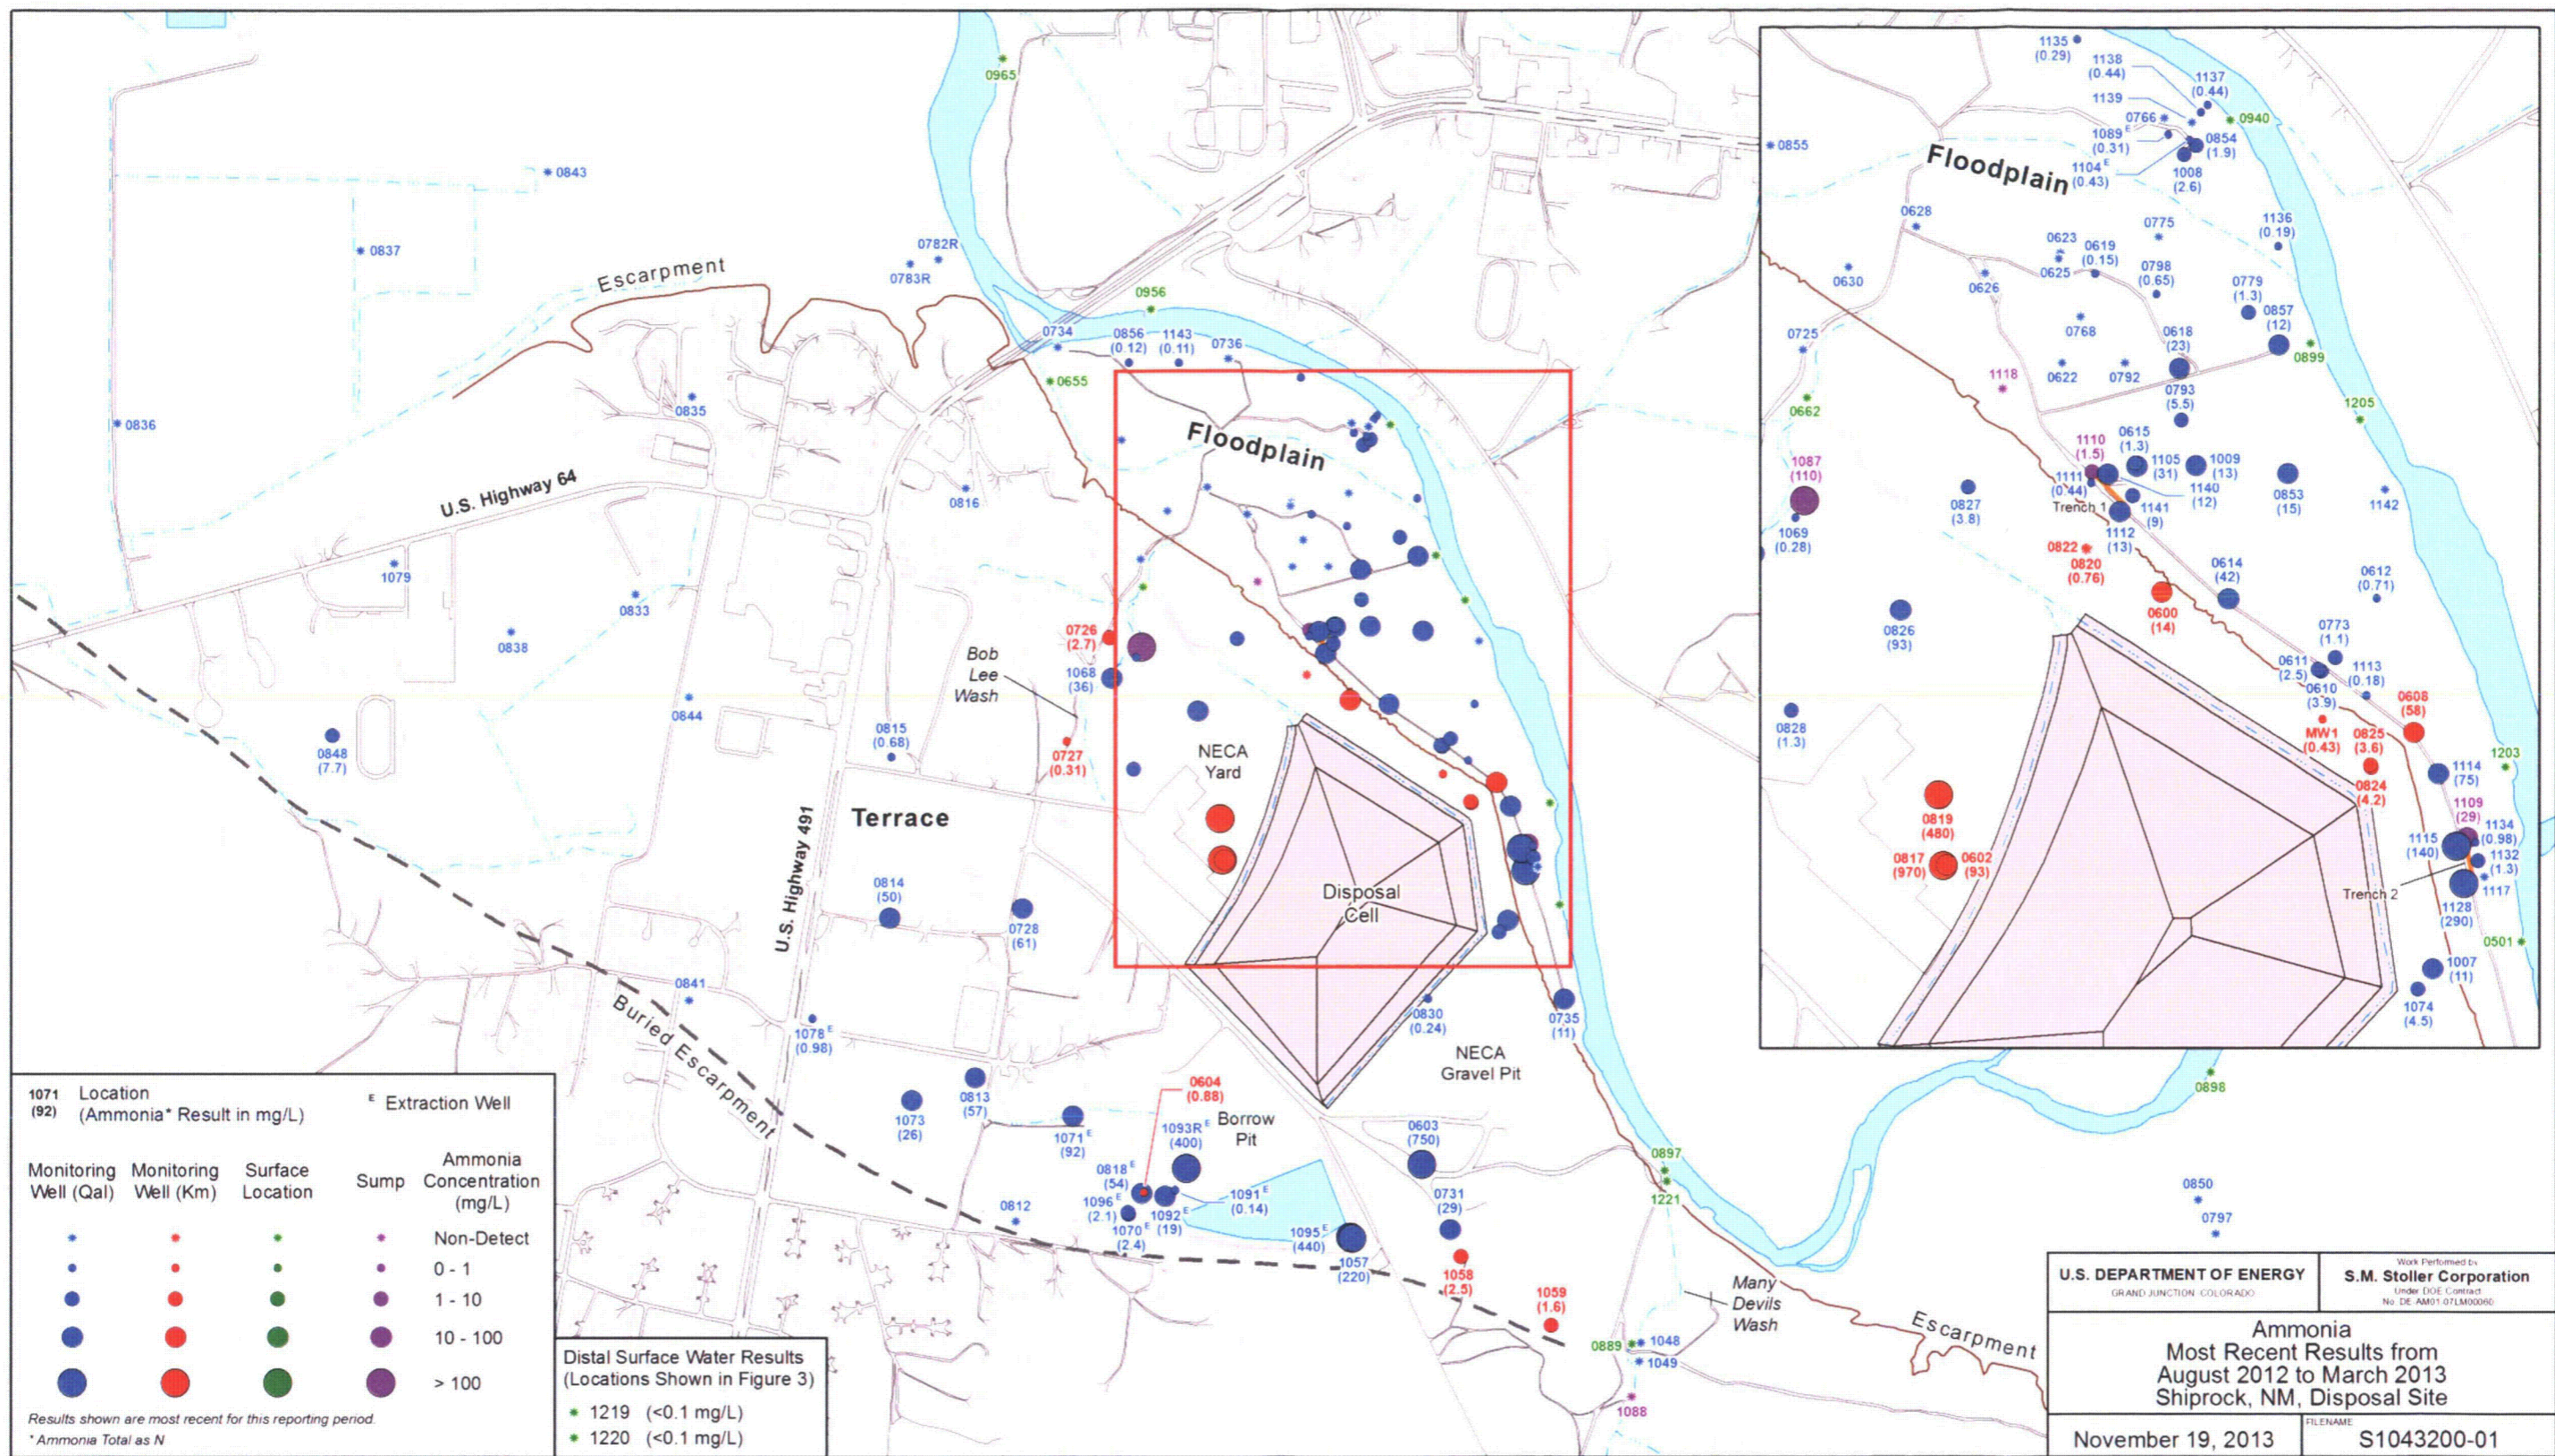 0965
0843
0837
0782R
0783R
Escarpment
0956
0734
0856
(0.12)
1143
(0.11)
0736
0655
0836
0835
U.S. Highway 64
0816
Floodplain
1079
0833
0838
0844
0848
(7.7)
0815
(0.68)
Bob
Lee
Wash
0726
(2.7)
1068
(36)
0727
(0.31)
NECA
Yard
Terrace
U.S. Highway 491
0814
(50)
0728
(61)
Disposal
Cell
0841
Buried Escarpment
1078 E
(0.98)
0830
(0.24)
0735
(11)
NECA
Gravel Pit
0813
(57)
1073
(26)
1071 E
(92)
0604
(0.88)
Borrow
Pit
1093R E
(400)
0818 E
(54)
1096 E
(2.1)
1070 E
(2.4)
1092 E
(19)
1091 E
(0.14)
0812
1095 E
(440)
1057
(220)
0603
(750)
0731
(29)
1058
(2.5)
1059
(1.6)
0897
1221
Many
Devils
Wash
0889
1048
1049
1088
0898
0850
0797
Escarpment
0855
1135
(0.29)
1138
(0.44)
1137
(0.44)
1139
0766
1089 E
(0.31)
0940
0854
(1.9)
1104 E
(0.43)
1008
(2.6)
Floodplain
0628
0623
0625
0619
(0.15)
0775
1136
(0.19)
0630
0626
0798
(0.65)
0779
(1.3)
0857
(12)
0725
0768
0618
(23)
0899
0622
0792
1118
0662
0793
(5.5)
1205
1110
(1.5)
0615
(1.3)
1105
(31)
1009
(13)
1087
(110)
1111
(0.44)
1140
(12)
0853
(15)
1142
0827
(3.8)
Trench 1
1141
(9)
1112
(13)
1069
(0.28)
0822
0820
(0.76)
0614
(42)
0612
(0.71)
0600
(14)
0826
(93)
0773
(1.1)
0611
(2.5)
0610
(3.9)
1113
(0.18)
0608
(58)
0828
(1.3)
MW1
(0.43)
0825
(3.6)
0824
(4.2)
1203
1114
(75)
0819
(480)
0817
(970)
0602
(93)
1109
(29)
1134
(0.98)
1115
(140)
1132
(1.3)
1117
Trench 2
1128
(290)
0501
1007
(11)
1074
(4.5)
1071
(92)
Location
(Ammonia* Result in mg/L)
E Extraction Well
Monitoring
Well (Qal)
Monitoring
Well (Km)
Surface
Location
Sump
Ammonia
Concentration
(mg/L)
Non-Detect
0 - 1
1 - 10
10 - 100
> 100
Results shown are most recent for this reporting period.
* Ammonia Total as N
Distal Surface Water Results
(Locations Shown in Figure 3)
1219 (<0.1 mg/L)
1220 (<0.1 mg/L)
U.S. DEPARTMENT OF ENERGY
GRAND JUNCTION, COLORADO
Work Performed by
S.M. Stoller Corporation
Under DOE Contract
No. DE-AM01-07LM00060
Ammonia
Most Recent Results from
August 2012 to March 2013
Shiprock, NM, Disposal Site
November 19, 2013
FILENAME
S1043200-01